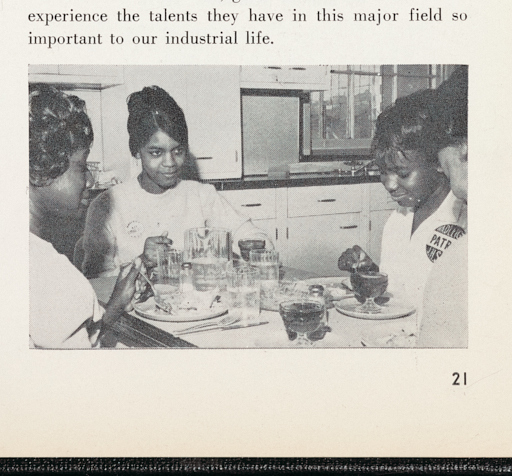 experience the talents they have in this major field so
important to our industrial life.
PATR
21